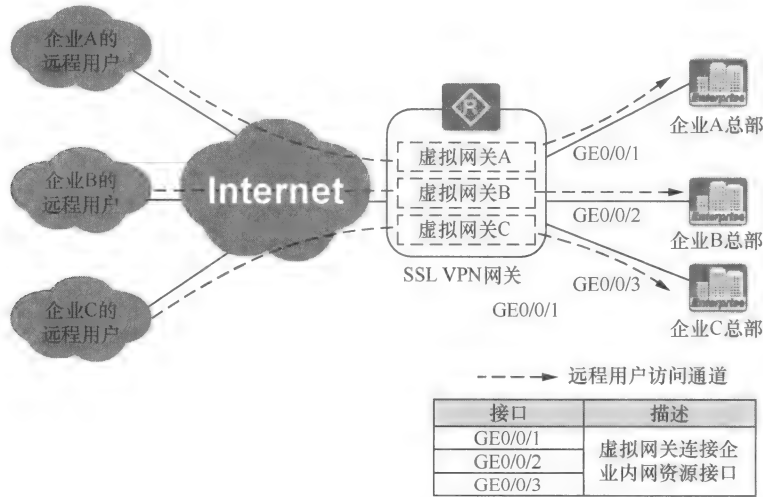 企业A的
远程用户
企业B的
远程用户
企业C的
远程用户
Internet
R
虚拟网关A
虚拟网关B
虚拟网关C
SSL VPN网关
GE0/0/1
GE0/0/1
GE0/0/2
GE0/0/3
Enterprise
企业A总部
Enterprise
企业B总部
Enterprise
企业C总部
远程用户访问通道
接口 描述
GE0/0/1
GE0/0/2
GE0/0/3
虚拟网关连接企
业内网资源接口